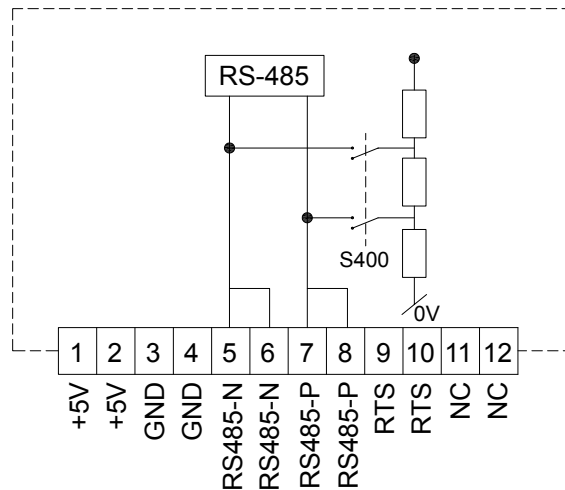 RS-485
S400
0V
1 2 3 4 5 6 7 8 9 10 11 12
+5V
+5V
GND
GND
RS485-N
RS485-N
RS485-P
RS485-P
RTS
RTS
NC
NC